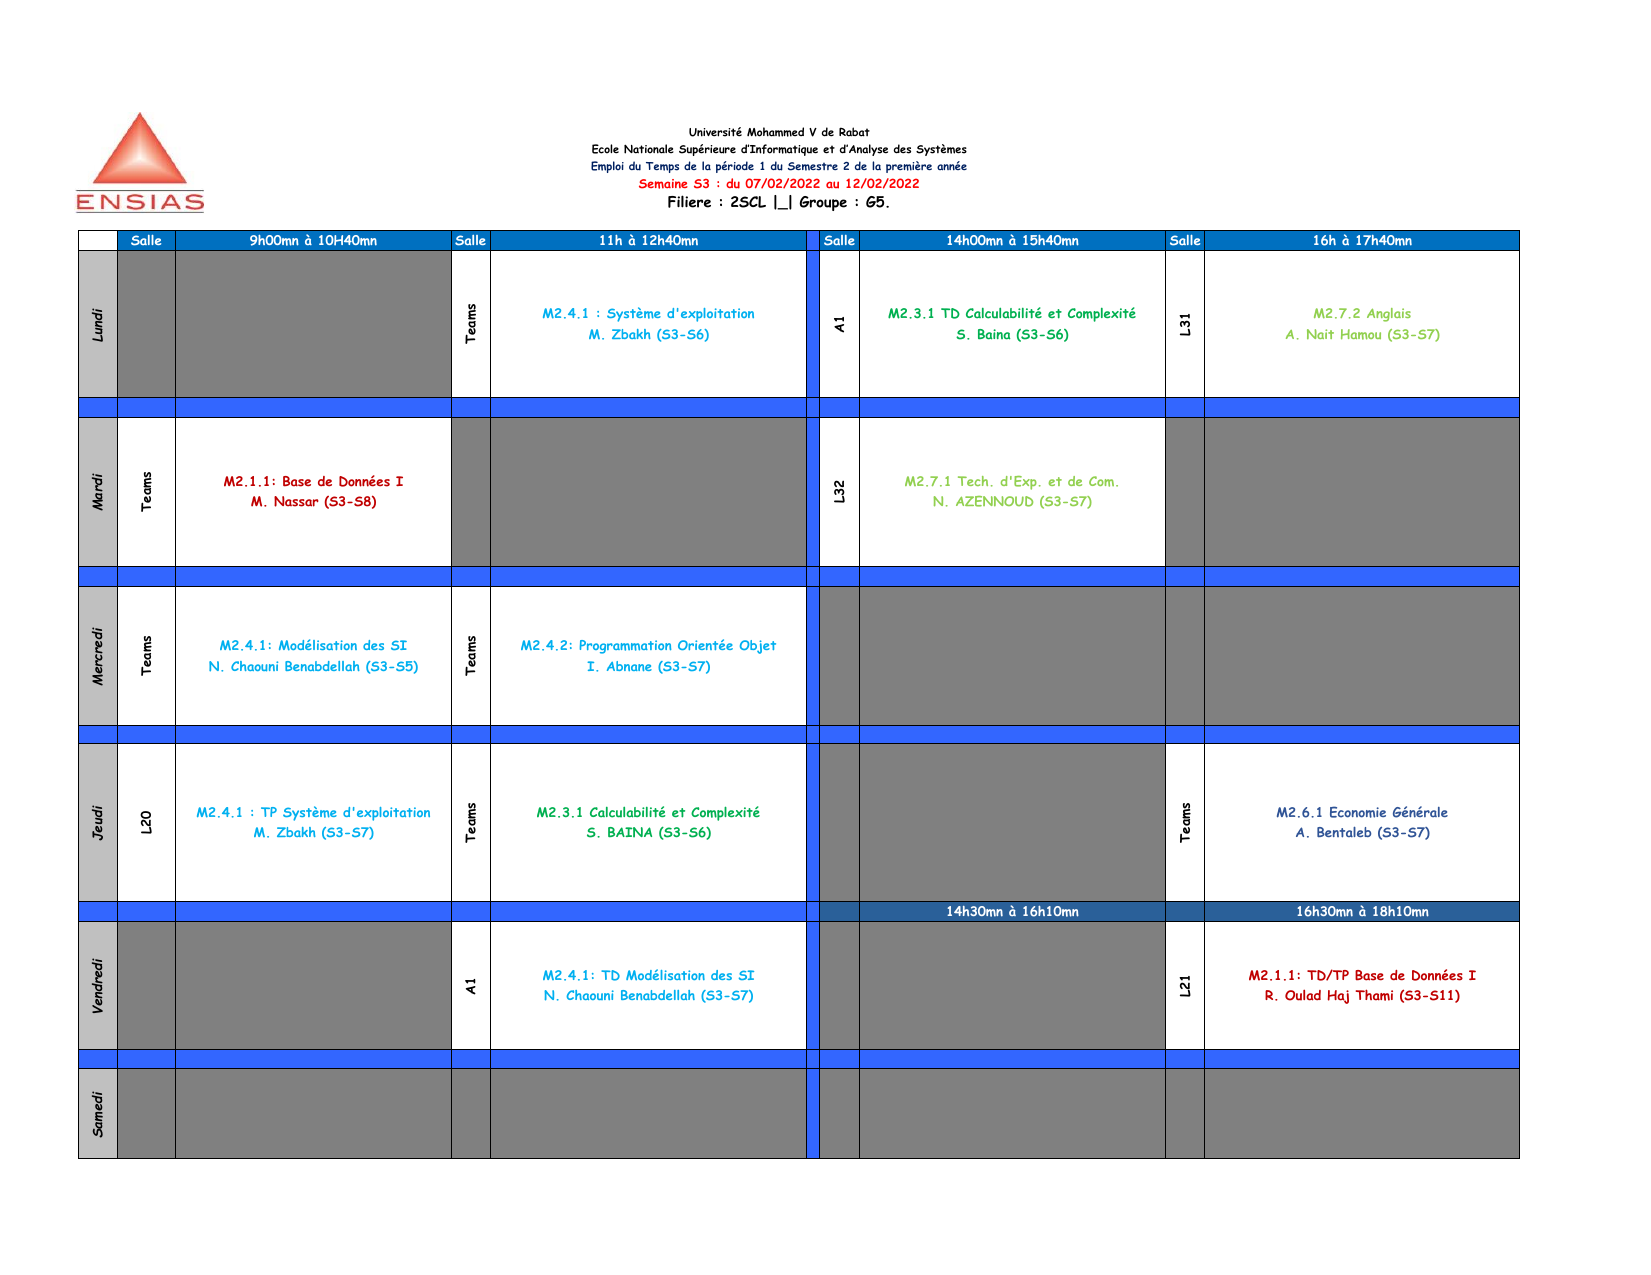 ENSIAS
Université Mohammed V de Rabat
Ecole Nationale Supérieure d’Informatique et d’Analyse des Systèmes
Emploi du Temps de la période 1 du Semestre 2 de la première année
Semaine S3 : du 07/02/2022 au 12/02/2022
Filiere : 2SCL |_| Groupe : G5.
Salle 9h00mn à 10H40mn Salle 11h à 12h40mn Salle 14h00mn à 15h40mn Salle 16h à 17h40mn
Lundi
Teams
M2.4.1 : Système d'exploitation
M. Zbakh (S3-S6)
A1
M2.3.1 TD Calculabilité et Complexité
S. Baina (S3-S6)
L31
M2.7.2 Anglais
A. Nait Hamou (S3-S7)
Mardi
Teams
M2.1.1: Base de Données I
M. Nassar (S3-S8)
L32
M2.7.1 Tech. d'Exp. et de Com.
N. AZENNOUD (S3-S7)
Mercredi
Teams
M2.4.1: Modélisation des SI
N. Chaouni Benabdellah (S3-S5)
Teams
M2.4.2: Programmation Orientée Objet
I. Abnane (S3-S7)
Jeudi
L20
M2.4.1 : TP Système d'exploitation
M. Zbakh (S3-S7)
Teams
M2.3.1 Calculabilité et Complexité
S. BAINA (S3-S6)
Teams
M2.6.1 Economie Générale
A. Bentaleb (S3-S7)
14h30mn à 16h10mn 16h30mn à 18h10mn
Vendredi
A1
M2.4.1: TD Modélisation des SI
N. Chaouni Benabdellah (S3-S7)
L21
M2.1.1: TD/TP Base de Données I
R. Oulad Haj Thami (S3-S11)
Samedi